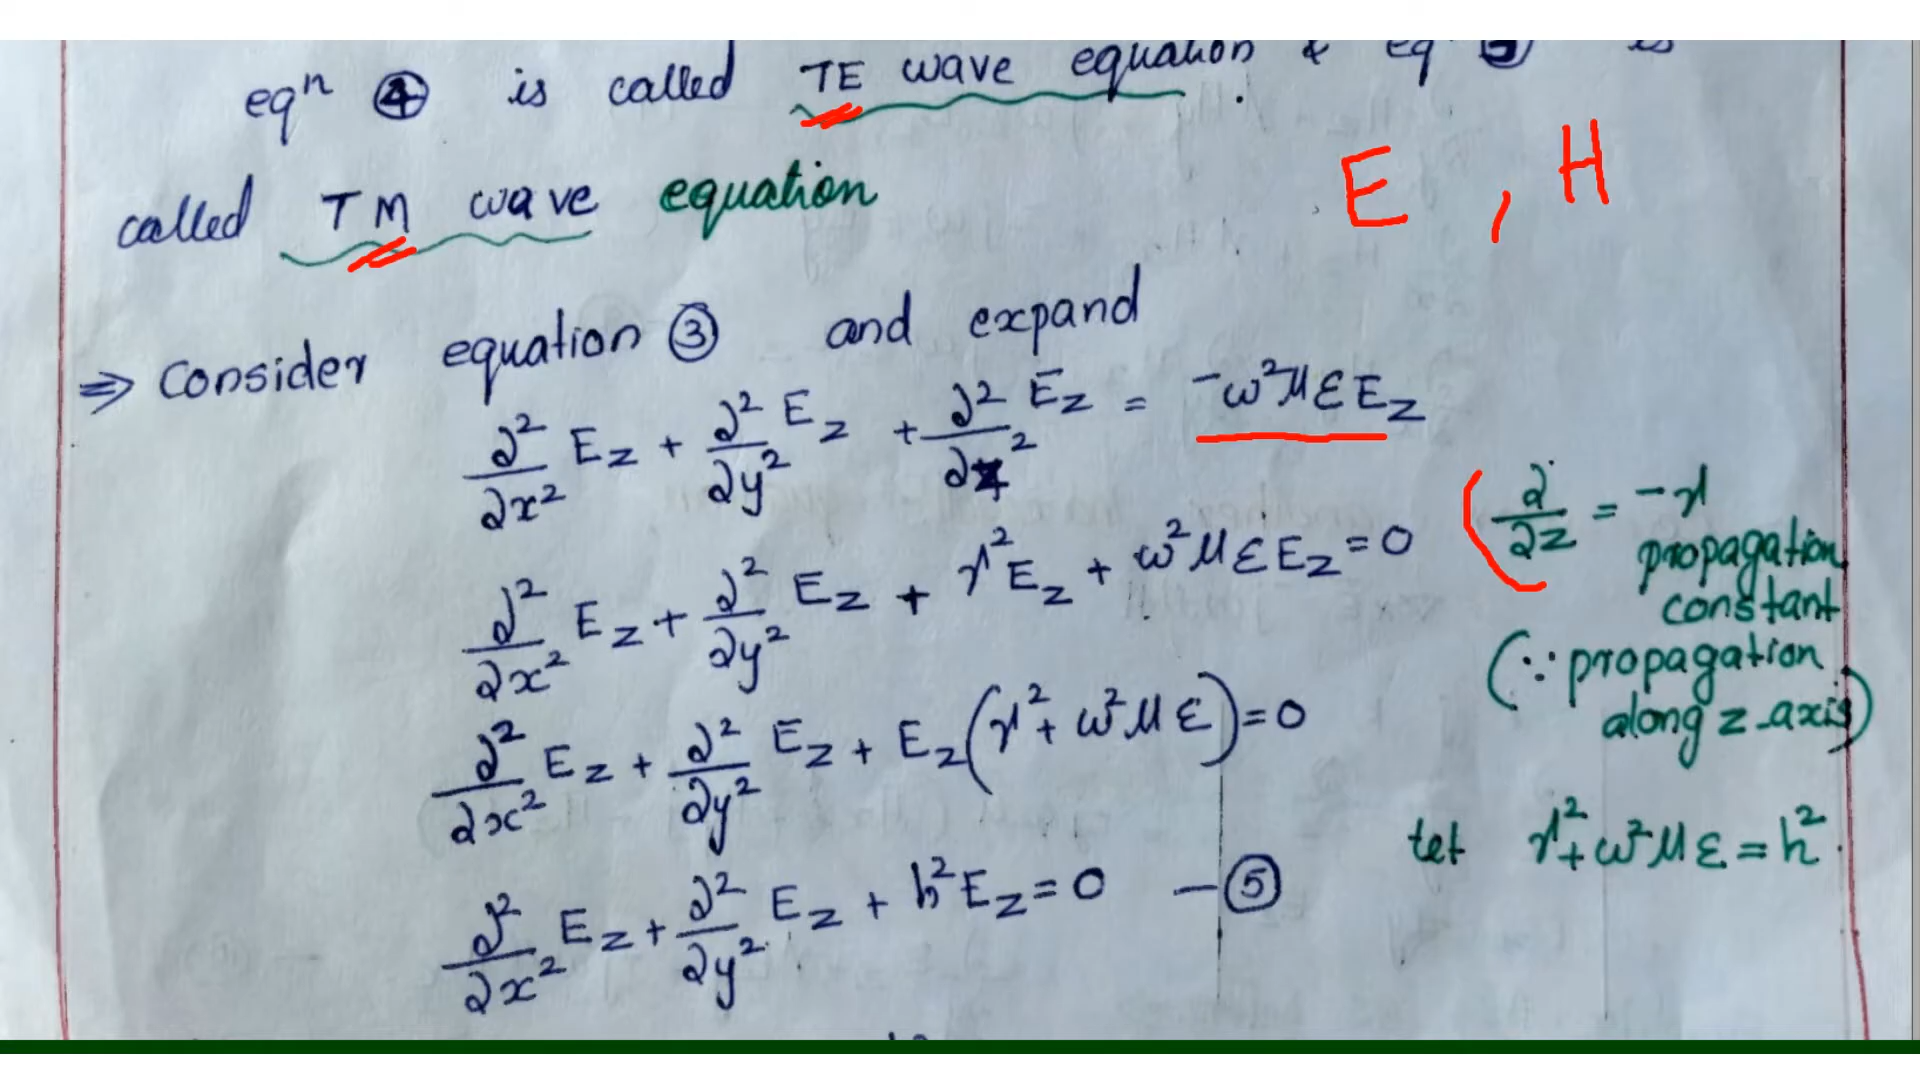 eqⁿ ④ is called TE wave equation & eq is
called TM wave equation
E , H
⇒ Consider equation ③ and expand
∂²/∂x² Ez + ∂²/∂y² Ez + ∂²/∂z² Ez = -ω²μεEz
∂/∂z = -γ
propagation
constant
(∵ propagation
along z-axis)
∂²/∂x² Ez + ∂²/∂y² Ez + γ²Ez + ω²μεEz = 0
∂²/∂x² Ez + ∂²/∂y² Ez + Ez(γ² + ω²με) = 0
let γ² + ω²με = h²
∂²/∂x² Ez + ∂²/∂y² Ez + h²Ez = 0 — ⑤